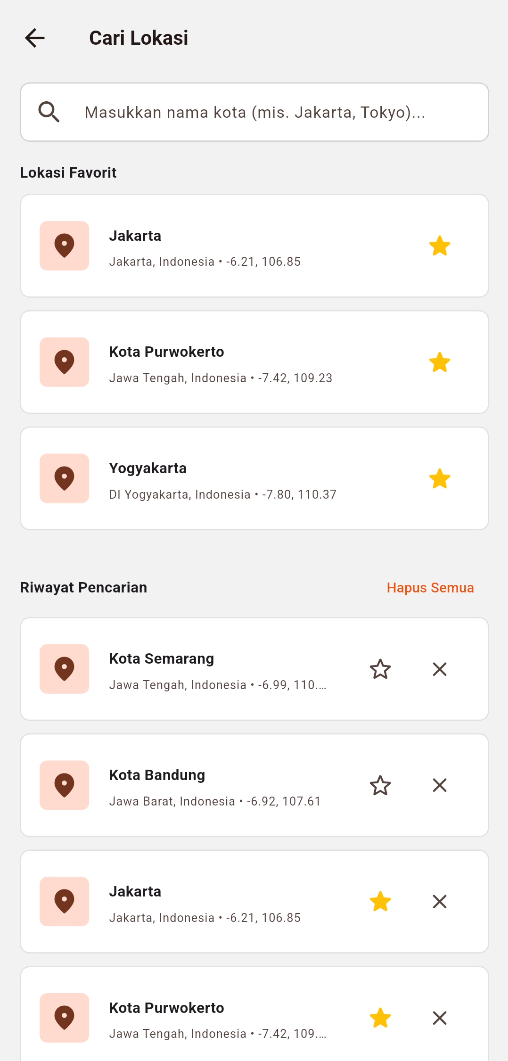 Cari Lokasi
Masukkan nama kota (mis. Jakarta, Tokyo)...
Lokasi Favorit
Jakarta
Jakarta, Indonesia • -6.21, 106.85
Kota Purwokerto
Jawa Tengah, Indonesia • -7.42, 109.23
Yogyakarta
DI Yogyakarta, Indonesia • -7.80, 110.37
Riwayat Pencarian
Hapus Semua
Kota Semarang
Jawa Tengah, Indonesia • -6.99, 110....
Kota Bandung
Jawa Barat, Indonesia • -6.92, 107.61
Jakarta
Jakarta, Indonesia • -6.21, 106.85
Kota Purwokerto
Jawa Tengah, Indonesia • -7.42, 109....